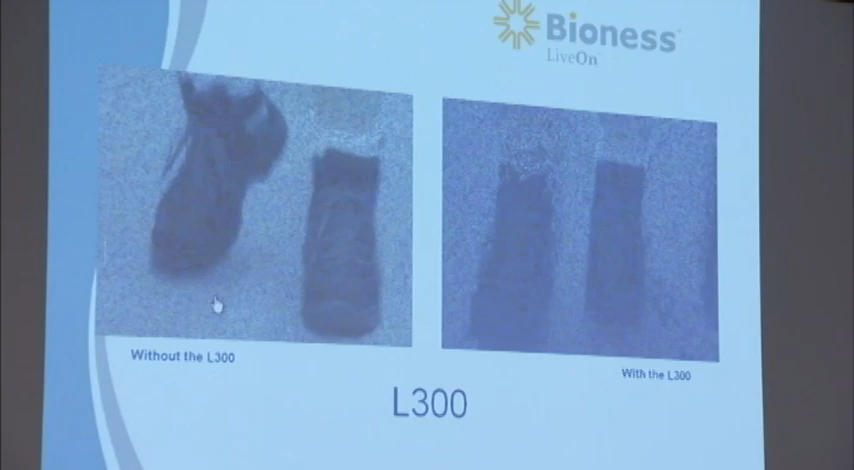 Bioness
LiveOn
Without the L300
With the L300
L300